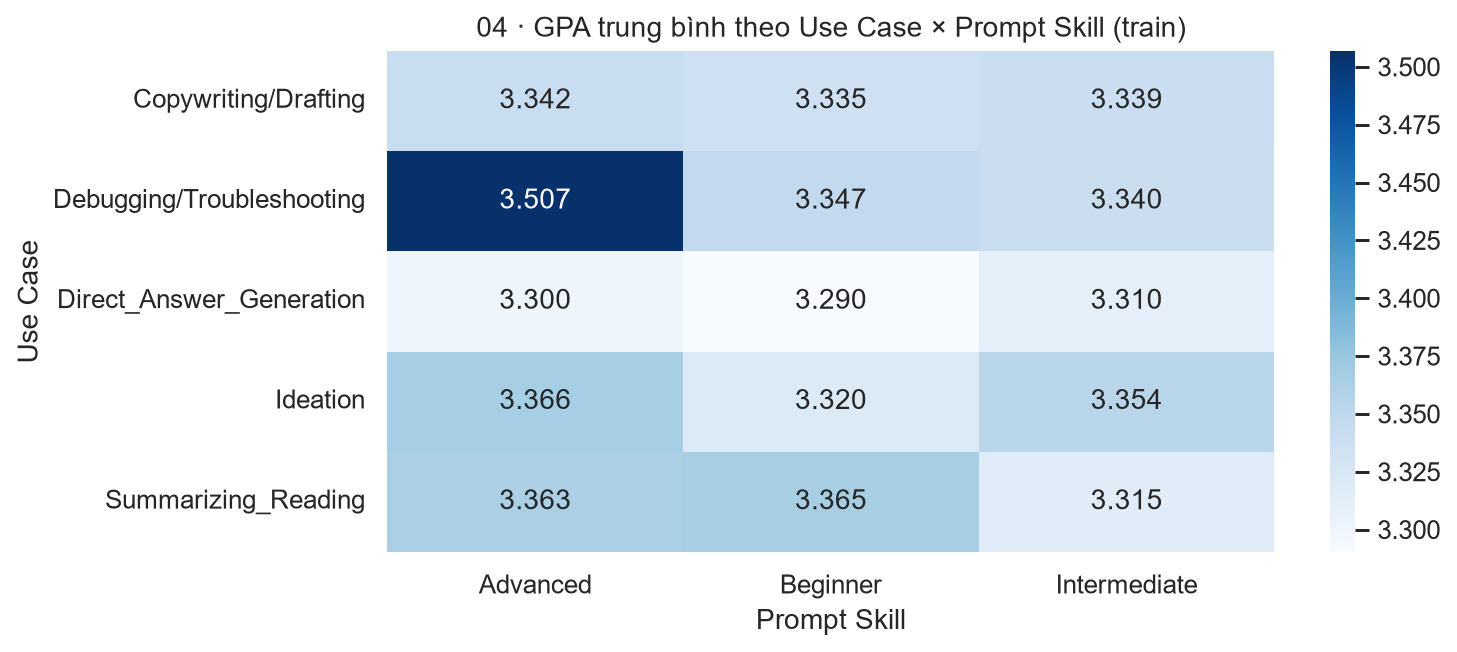 04 · GPA trung bình theo Use Case × Prompt Skill (train)
Copywriting/Drafting 3.342 3.335 3.339
Debugging/Troubleshooting 3.507 3.347 3.340
Direct_Answer_Generation 3.300 3.290 3.310
Ideation 3.366 3.320 3.354
Summarizing_Reading 3.363 3.365 3.315
Use Case
Advanced Beginner Intermediate
Prompt Skill
3.500
3.475
3.450
3.425
3.400
3.375
3.350
3.325
3.300